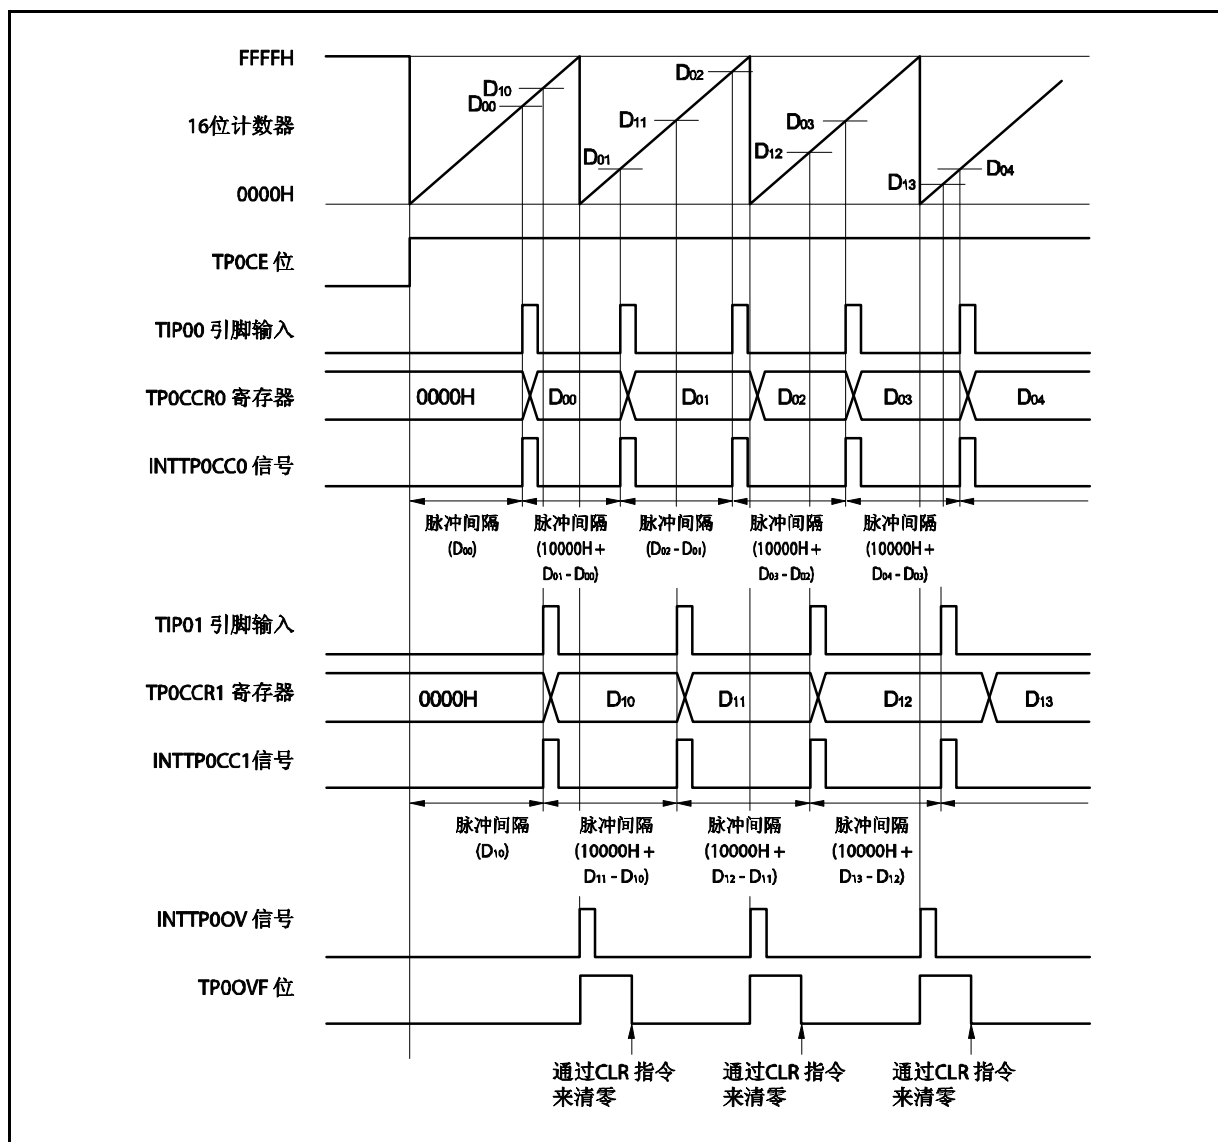 FFFFH
16位计数器
0000H
D10
D00
D01
D11
D02
D12
D03
D13
D04
TP0CE 位
TIP00 引脚输入
TP0CCR0 寄存器
0000H
D00
D01
D02
D03
D04
INTTP0CC0 信号
脉冲间隔
(D00)
脉冲间隔
(10000H +
D01 - D00)
脉冲间隔
(D02 - D01)
脉冲间隔
(10000H +
D03 - D02)
脉冲间隔
(10000H +
D04 - D03)
TIP01 引脚输入
TP0CCR1 寄存器
0000H
D10
D11
D12
D13
INTTP0CC1信号
脉冲间隔
(D10)
脉冲间隔
(10000H +
D11 - D10)
脉冲间隔
(10000H +
D12 - D11)
脉冲间隔
(10000H +
D13 - D12)
INTTP0OV 信号
TP0OVF 位
通过CLR 指令
来清零
通过CLR 指令
来清零
通过CLR 指令
来清零